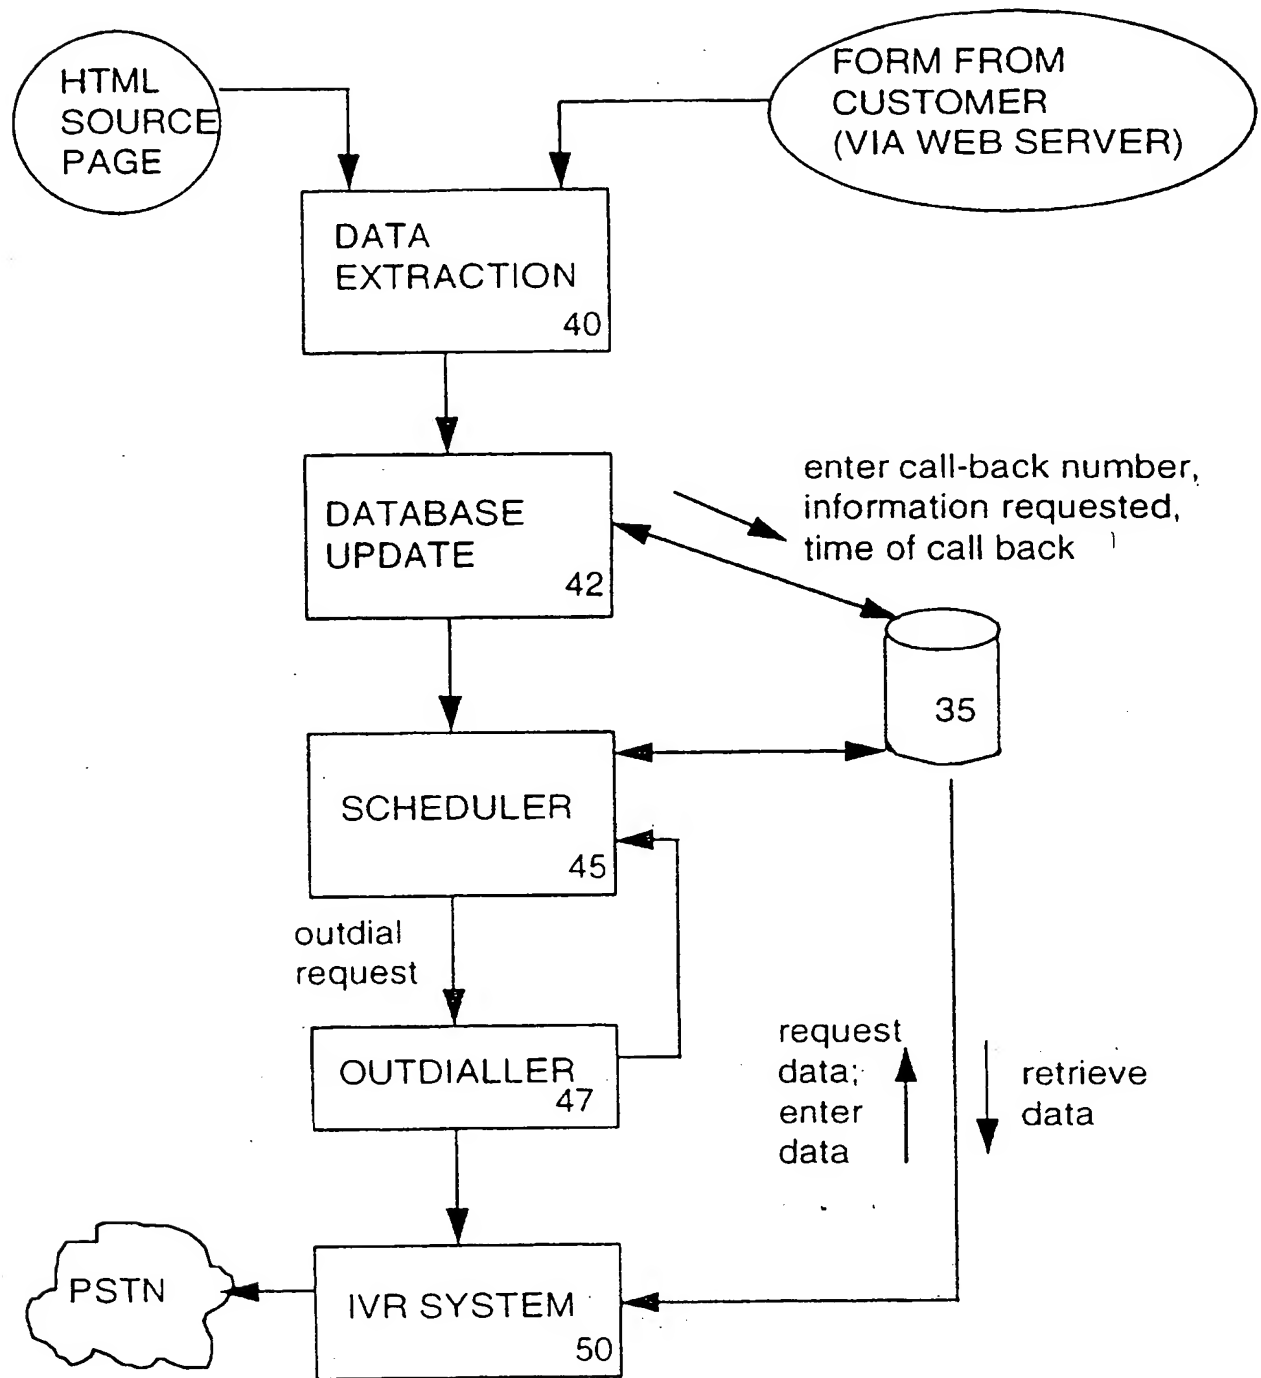 HTML
SOURCE
PAGE
FORM FROM
CUSTOMER
(VIA WEB SERVER)
DATA
EXTRACTION
40
enter call-back number,
information requested,
time of call back
DATABASE
UPDATE
42
35
SCHEDULER
45
outdial
request
OUTDIALLER
47
request
data;
enter
data
retrieve
data
PSTN
IVR SYSTEM
50